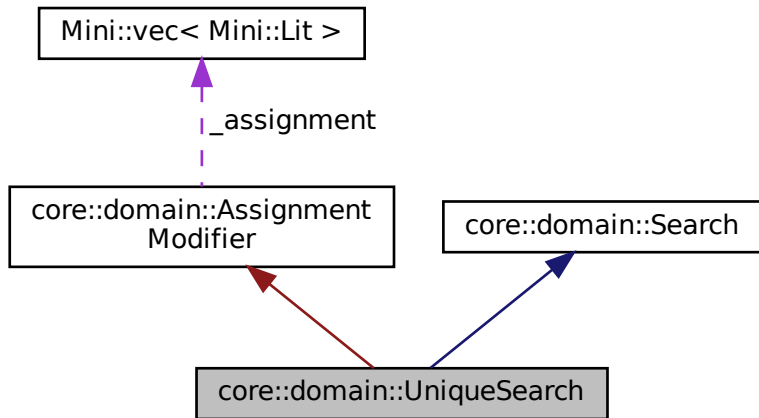 Mini::vec< Mini::Lit >
_assignment
core::domain::Assignment
Modifier
core::domain::Search
core::domain::UniqueSearch